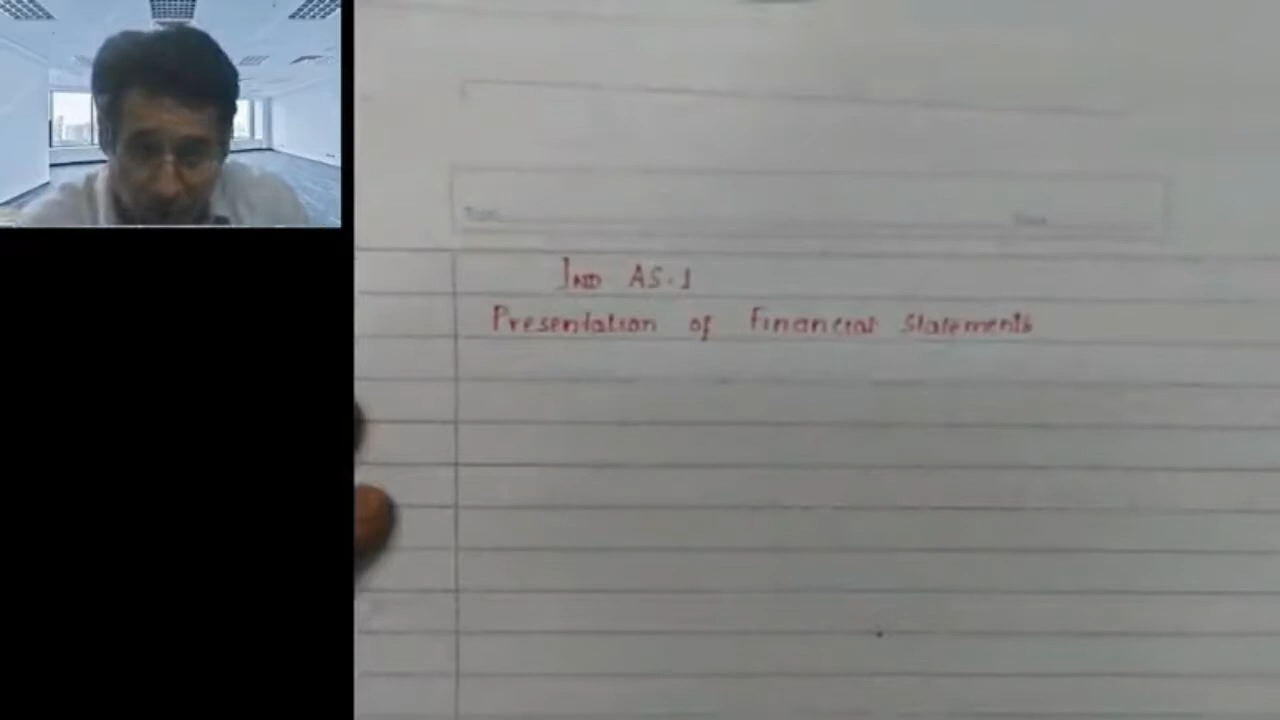 IND AS-1
Presentation of Financial Statements